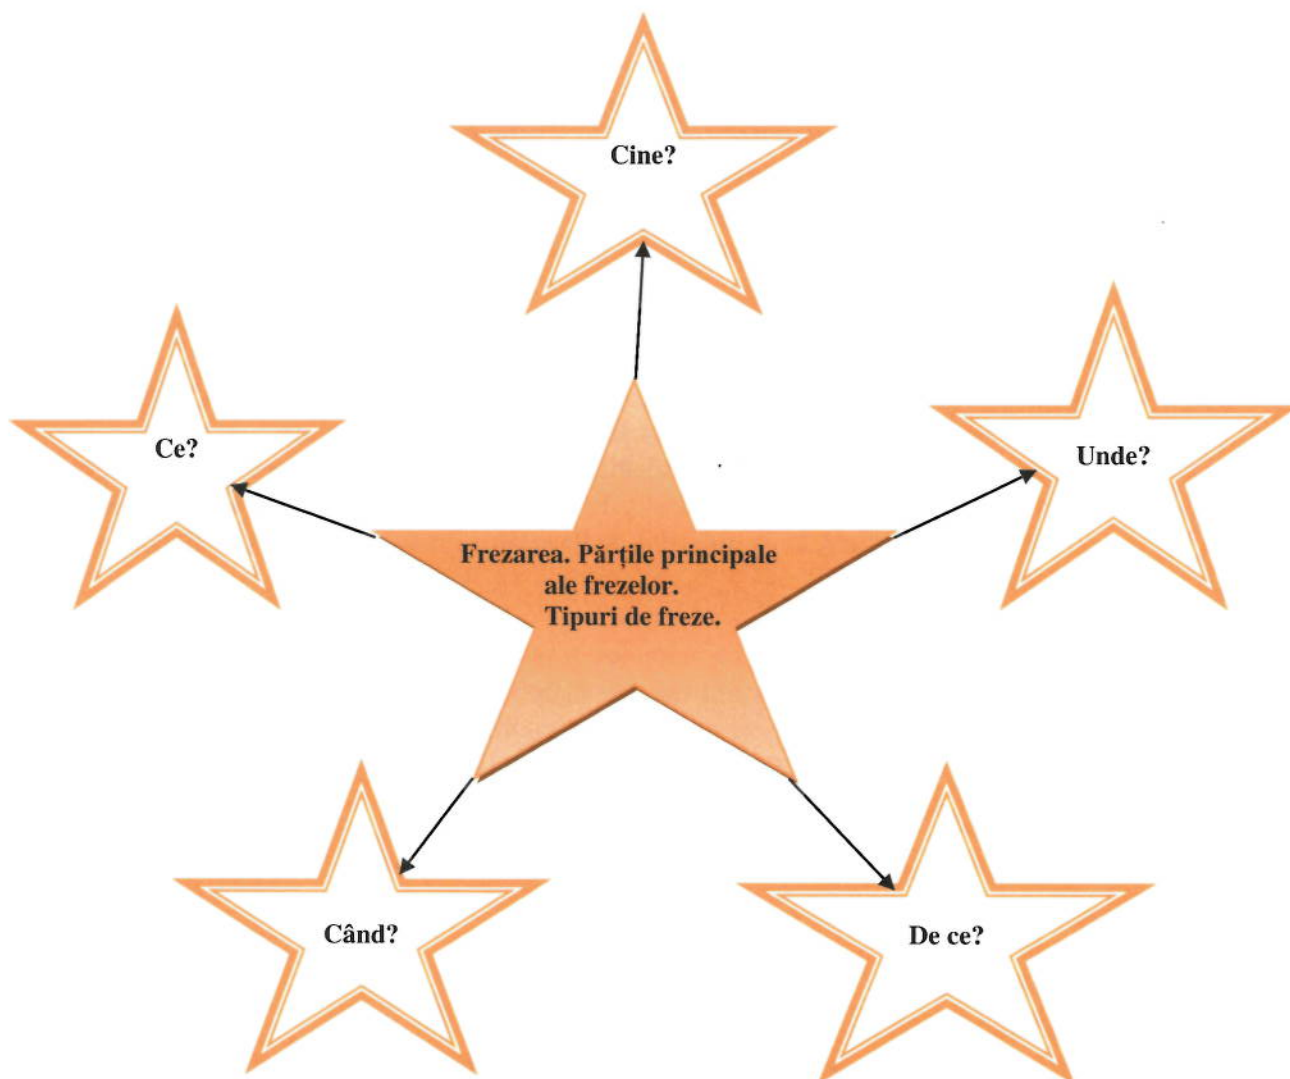 Cine?
Ce?
Unde?
Frezarea. Părțile principale
ale frezelor.
Tipuri de freze.
Când?
De ce?